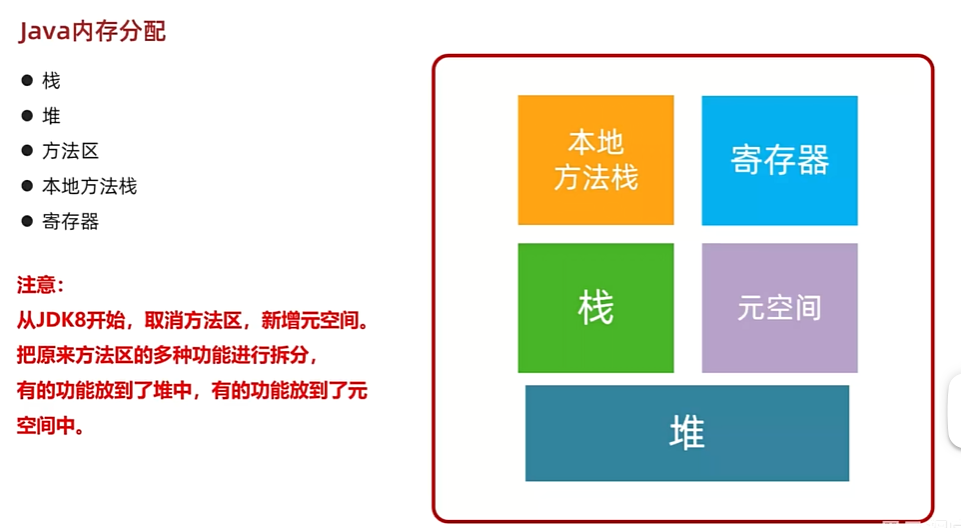 Java内存分配
● 栈
● 堆
● 方法区
● 本地方法栈
● 寄存器
注意：
从JDK8开始，取消方法区，新增元空间。
把原来方法区的多种功能进行拆分，
有的功能放到了堆中，有的功能放到了元
空间中。
本地
方法栈
寄存器
栈
元空间
堆